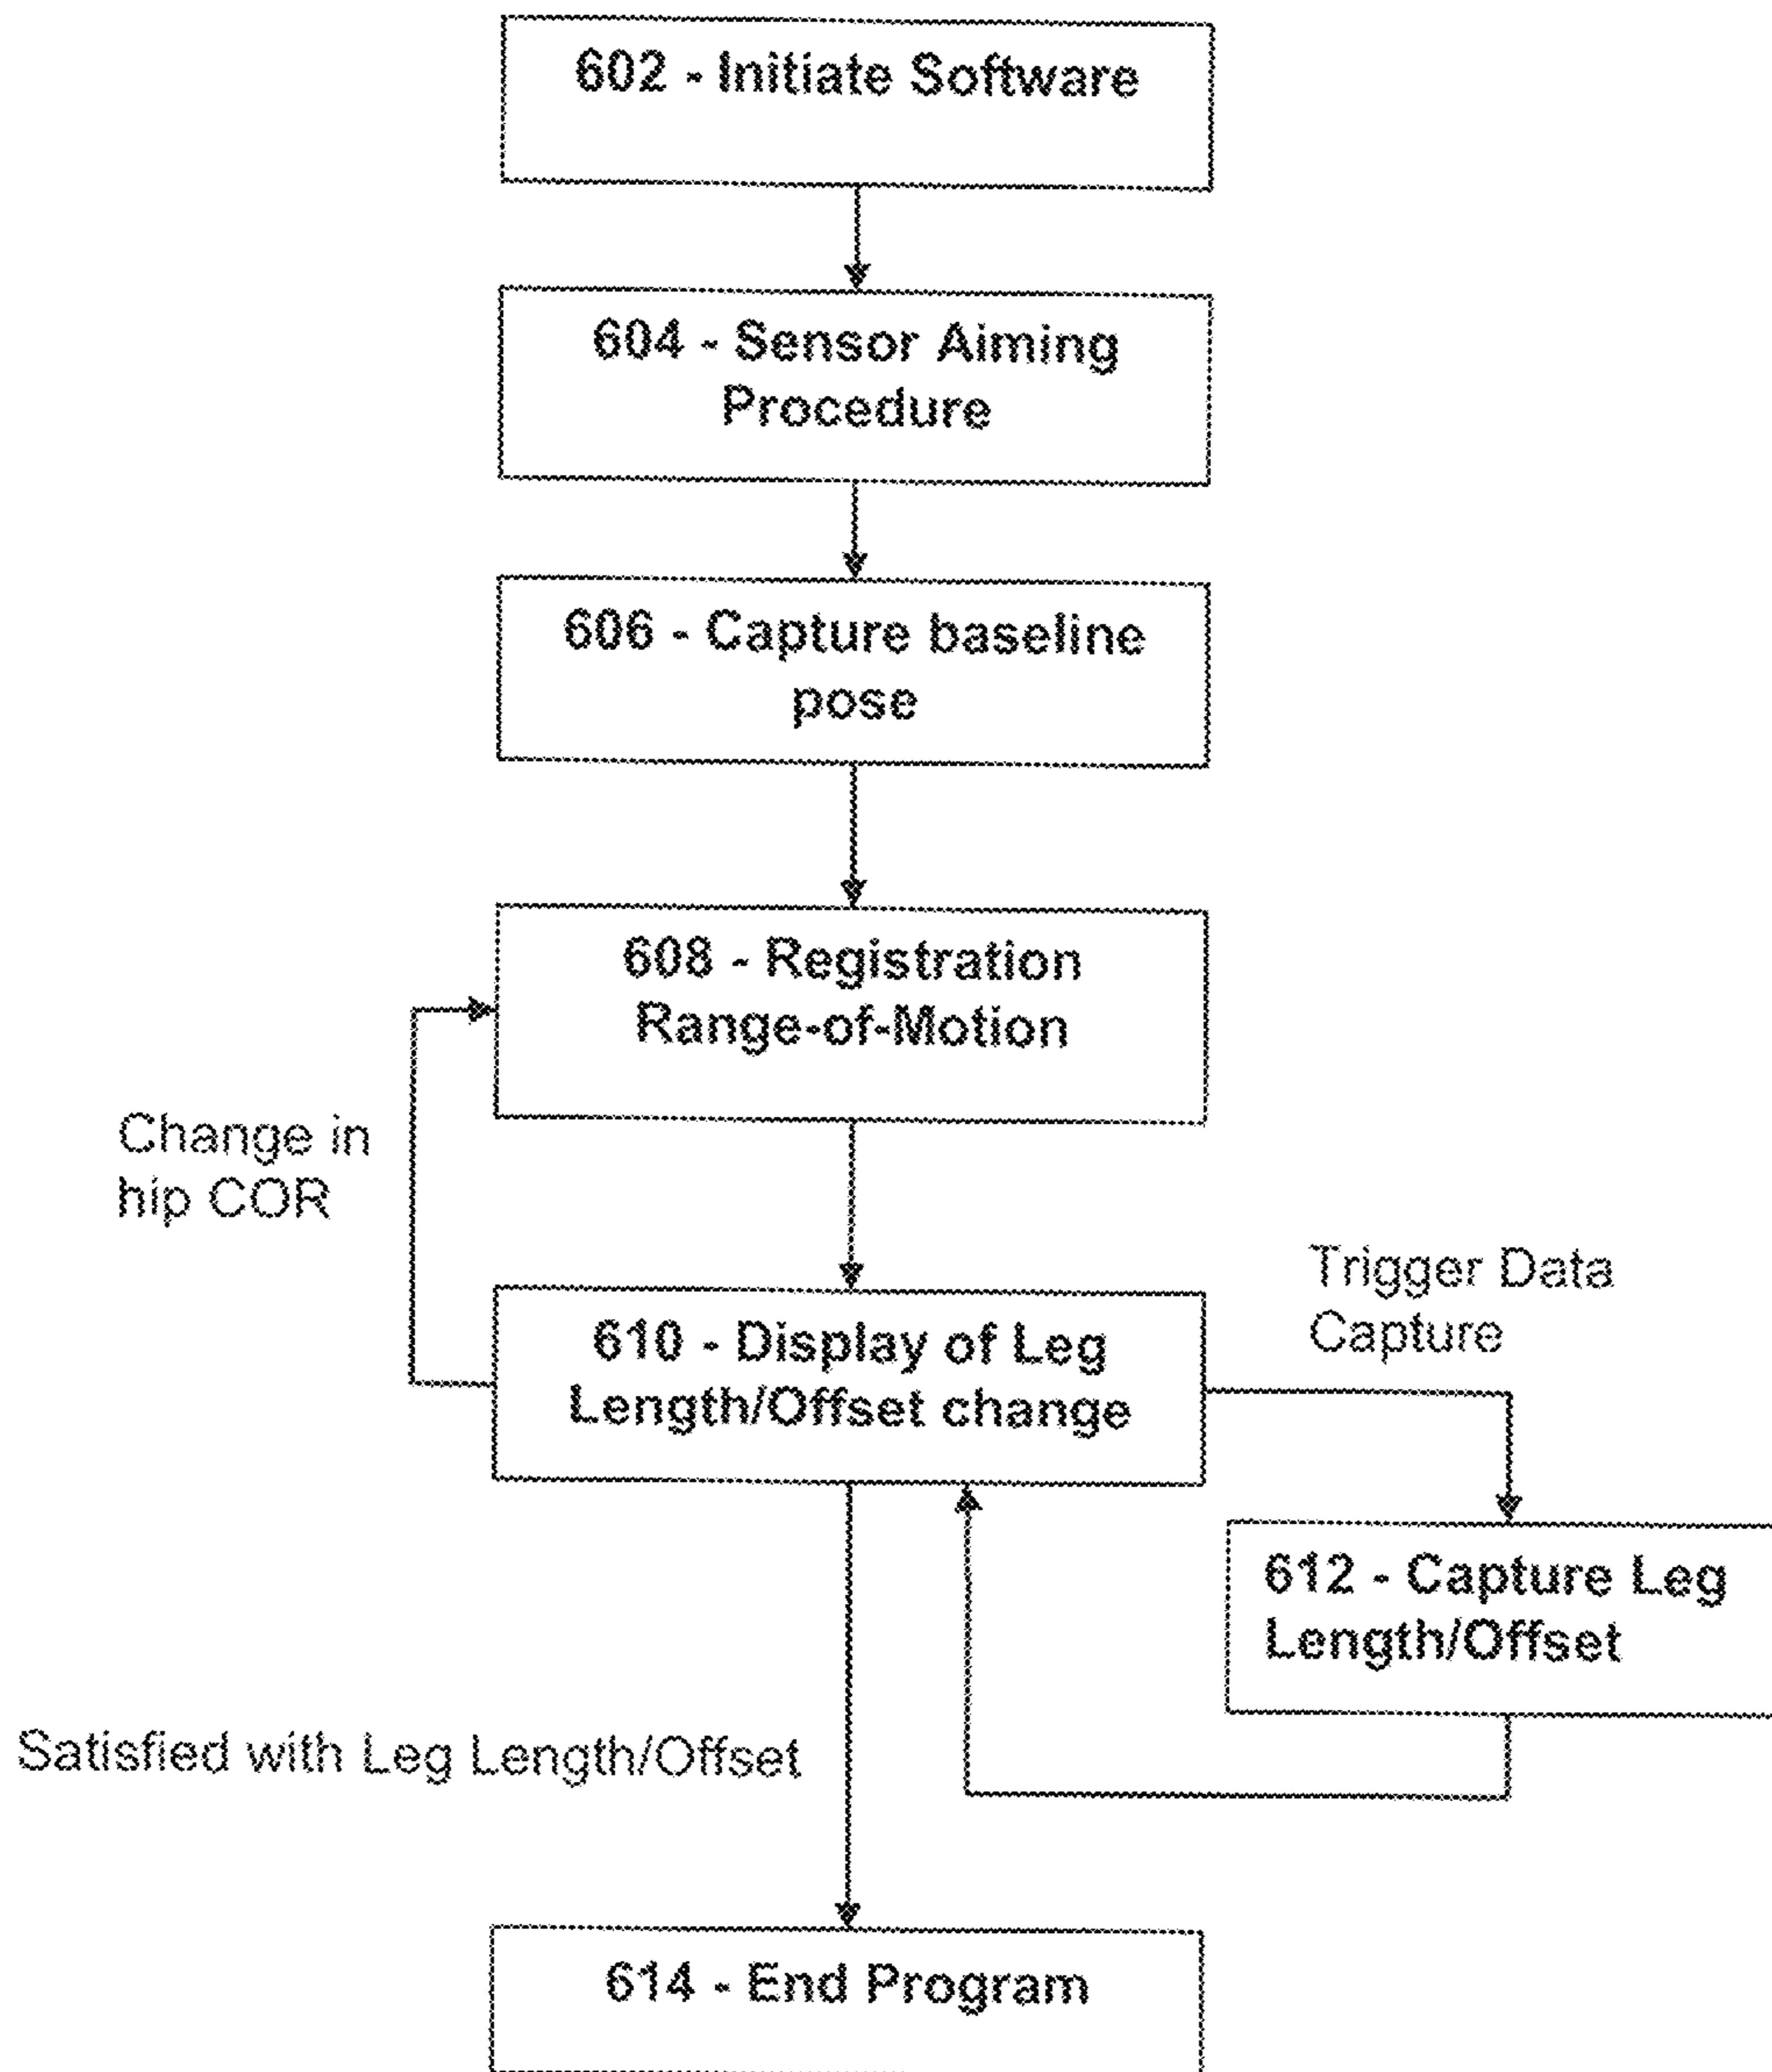 602 - Initiate Software
604 - Sensor Aiming
Procedure
606 - Capture baseline
pose
608 - Registration
Range-of-Motion
Change in
hip COR
610 - Display of Leg
Length/Offset change
Trigger Data
Capture
612 - Capture Leg
Length/Offset
Satisfied with Leg Length/Offset
614 - End Program